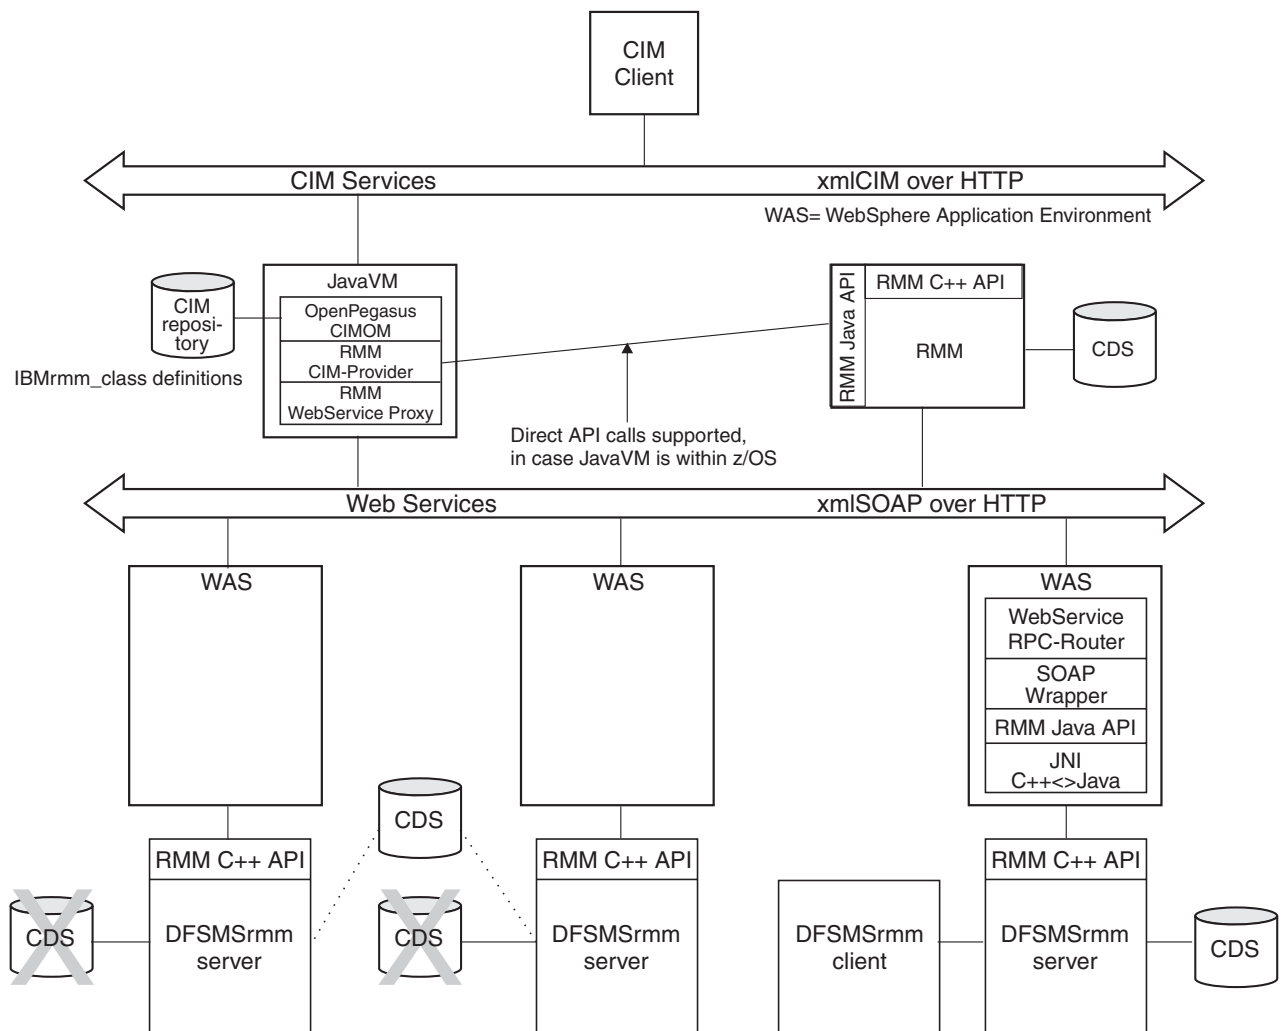 CIM
Client
CIM Services
xmlCIM over HTTP
WAS= WebSphere Application Environment
JavaVM
OpenPegasus
CIMOM
RMM
CIM-Provider
RMM
WebService Proxy
CIM
reposi-
tory
IBMrmm_class definitions
RMM Java API
RMM C++ API
RMM
CDS
Direct API calls supported,
in case JavaVM is within z/OS
Web Services
xmlSOAP over HTTP
WAS
WAS
WAS
WebService
RPC-Router
SOAP
Wrapper
RMM Java API
JNI
C++<>Java
CDS
RMM C++ API
RMM C++ API
RMM C++ API
CDS
DFSMSrmm
server
CDS
DFSMSrmm
server
DFSMSrmm
client
DFSMSrmm
server
CDS